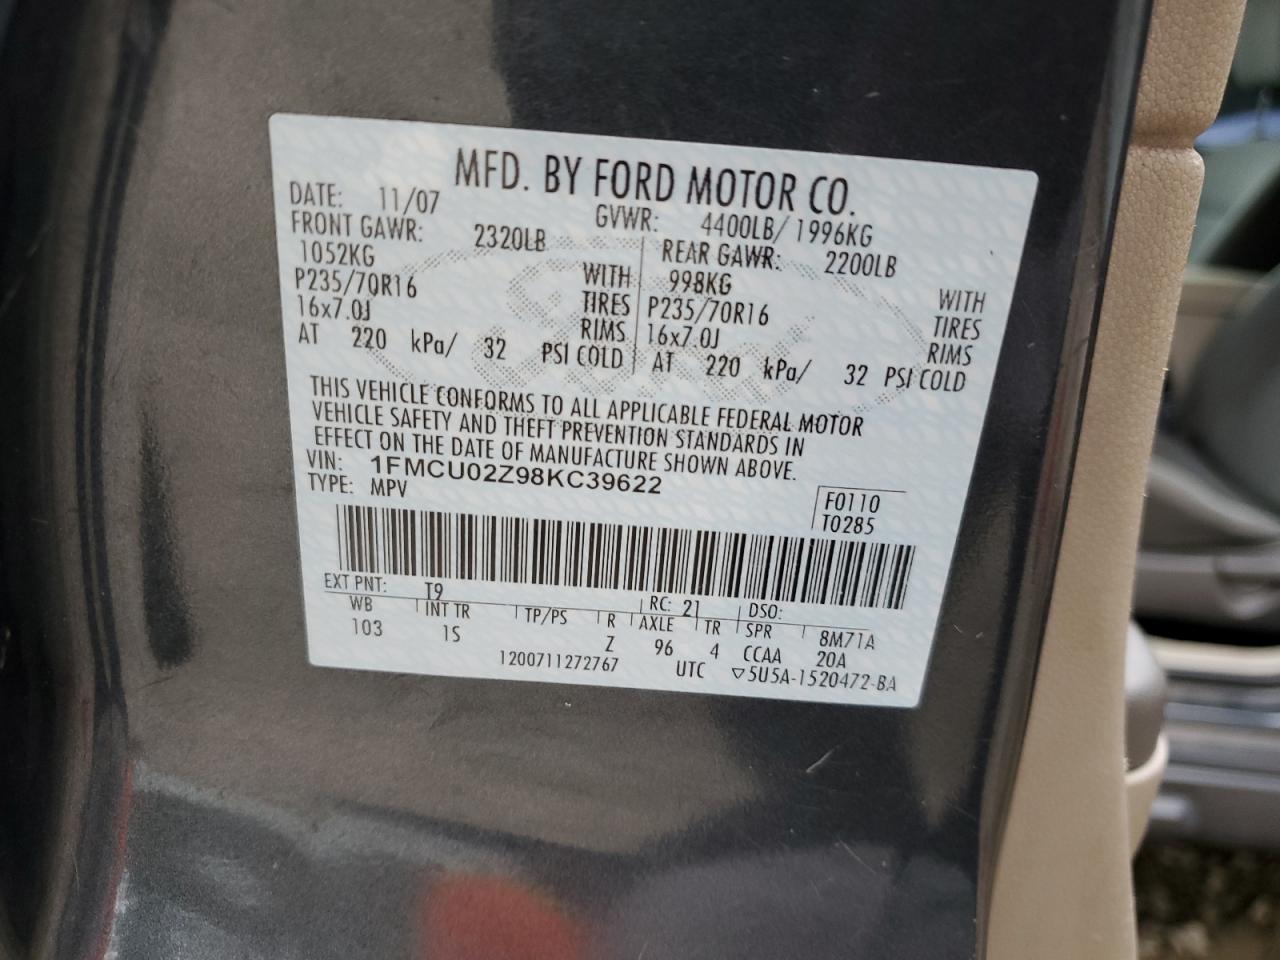 MFD. BY FORD MOTOR CO.
DATE: 11/07 GVWR: 4400LB/ 1996KG
FRONT GAWR: 2320LB REAR GAWR: 2200LB
1052KG WITH 998KG WITH
P235/70R16 TIRES P235/70R16 TIRES
16x7.0J RIMS 16x7.0J RIMS
AT 220 kPa/ 32 PSI COLD AT 220 kPa/ 32 PSI COLD
THIS VEHICLE CONFORMS TO ALL APPLICABLE FEDERAL MOTOR
VEHICLE SAFETY AND THEFT PREVENTION STANDARDS IN
EFFECT ON THE DATE OF MANUFACTURE SHOWN ABOVE.
VIN: 1FMCU02Z98KC39622
TYPE: MPV
F0110
T0285
EXT PNT: T9 RC: 21 DSO:
WB INT TR TP/PS R AXLE TR SPR 8M71A
103 1S Z 96 4 CCAA 20A
1200711272767 UTC ▽5U5A-1520472-BA